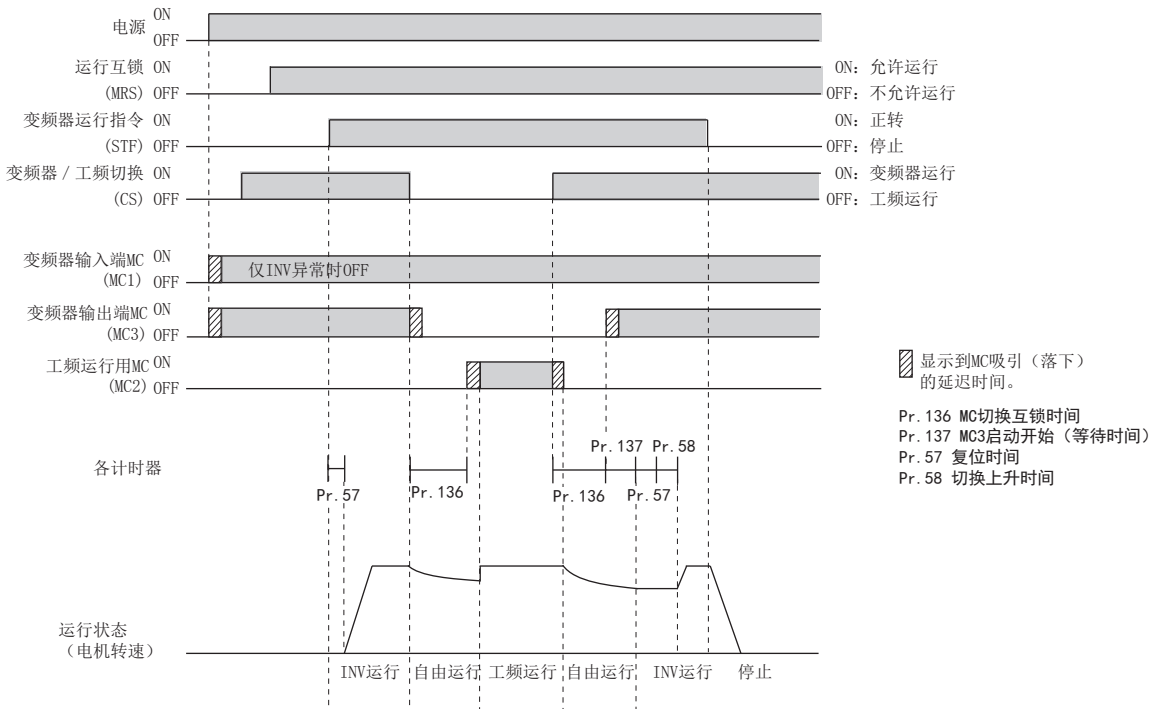 电源 ON
OFF
运行互锁 ON
(MRS) OFF
ON: 允许运行
OFF: 不允许运行
变频器运行指令 ON
(STF) OFF
ON: 正转
OFF: 停止
变频器／工频切换 ON
(CS) OFF
ON: 变频器运行
OFF: 工频运行
变频器输入端MC ON
(MC1) OFF
仅INV异常时OFF
变频器输出端MC ON
(MC3) OFF
工频运行用MC ON
(MC2) OFF
显示到MC吸引（落下）
的延迟时间。
Pr.136 MC切换互锁时间
Pr.137 MC3启动开始（等待时间）
Pr.57 复位时间
Pr.58 切换上升时间
各计时器
Pr.137 Pr.58
Pr.57 Pr.136 Pr.136 Pr.57
运行状态
（电机转速）
INV运行 自由运行 工频运行 自由运行 INV运行 停止